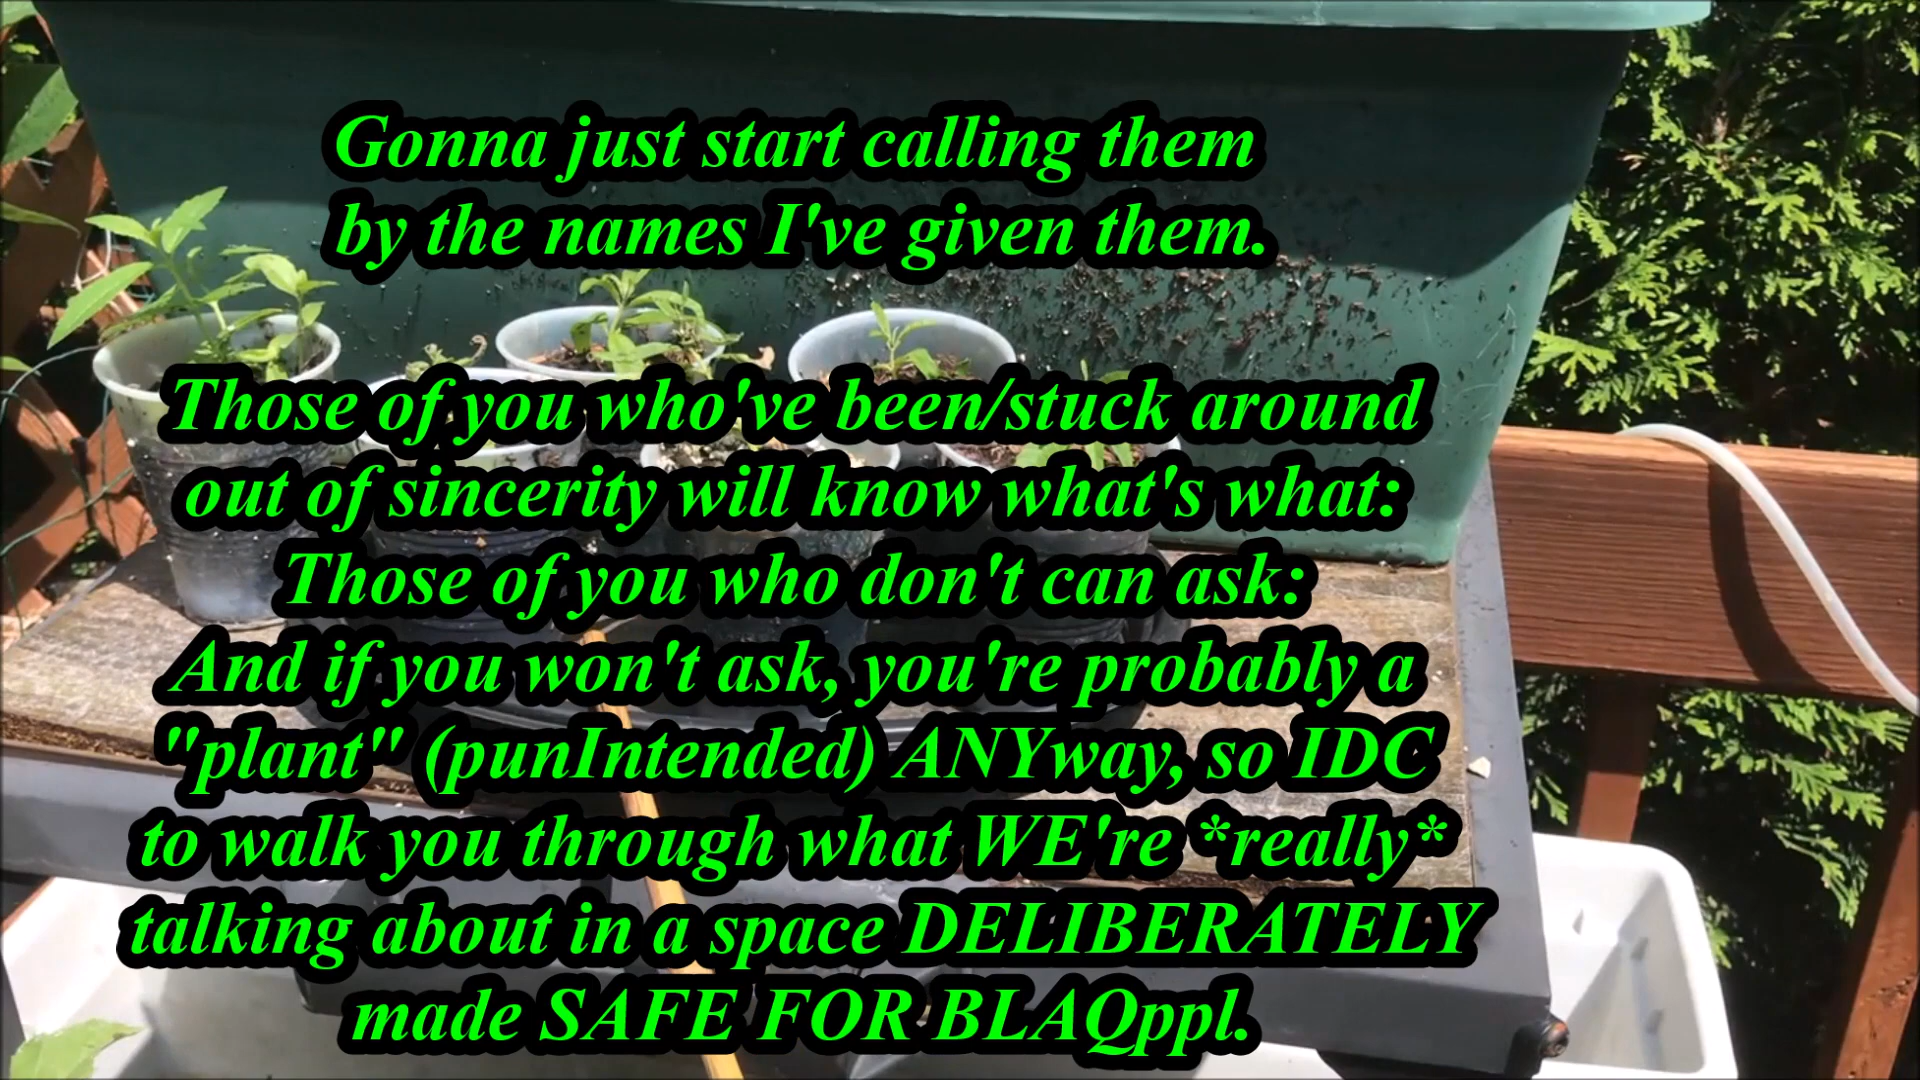 Gonna just start calling them
by the names I've given them.
Those of you who've been/stuck around
out of sincerity will know what's what:
Those of you who don't can ask:
And if you won't ask, you're probably a
"plant" (punIntended) ANYway, so IDC
to walk you through what WE're *really*
talking about in a space DELIBERATELY
made SAFE FOR BLAQppl.